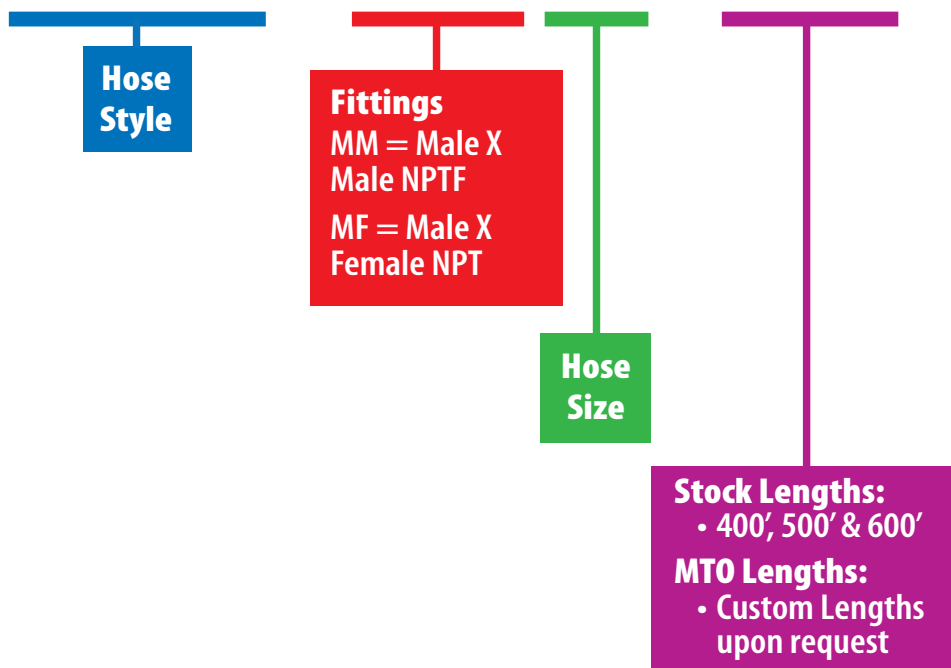 Hose
Style
Fittings
MM = Male X
Male NPTF
MF = Male X
Female NPT
Hose
Size
Stock Lengths:
• 400’, 500’ & 600’
MTO Lengths:
• Custom Lengths
upon request